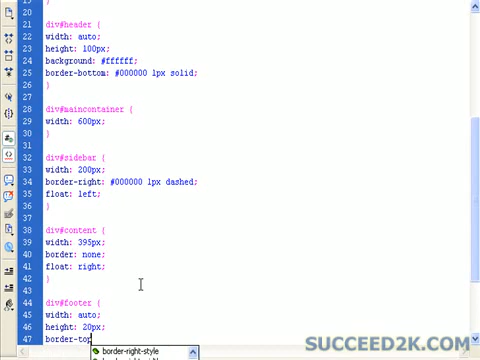 19 }
20
21 div#header {
22 width: auto;
23 height: 100px;
24 background: #ffffff;
25 border-bottom: #000000 1px solid;
26 }
27
28 div#maincontainer {
29 width: 600px;
30 }
31
32 div#sidebar {
33 width: 200px;
34 border-right: #000000 1px dashed;
35 float: left;
36 }
37
38 div#content {
39 width: 395px;
40 border: none;
41 float: right;
42 }
43
44 div#footer {
45 width: auto;
46 height: 20px;
47 border-top
border-right-style
SUCCEED2K.COM